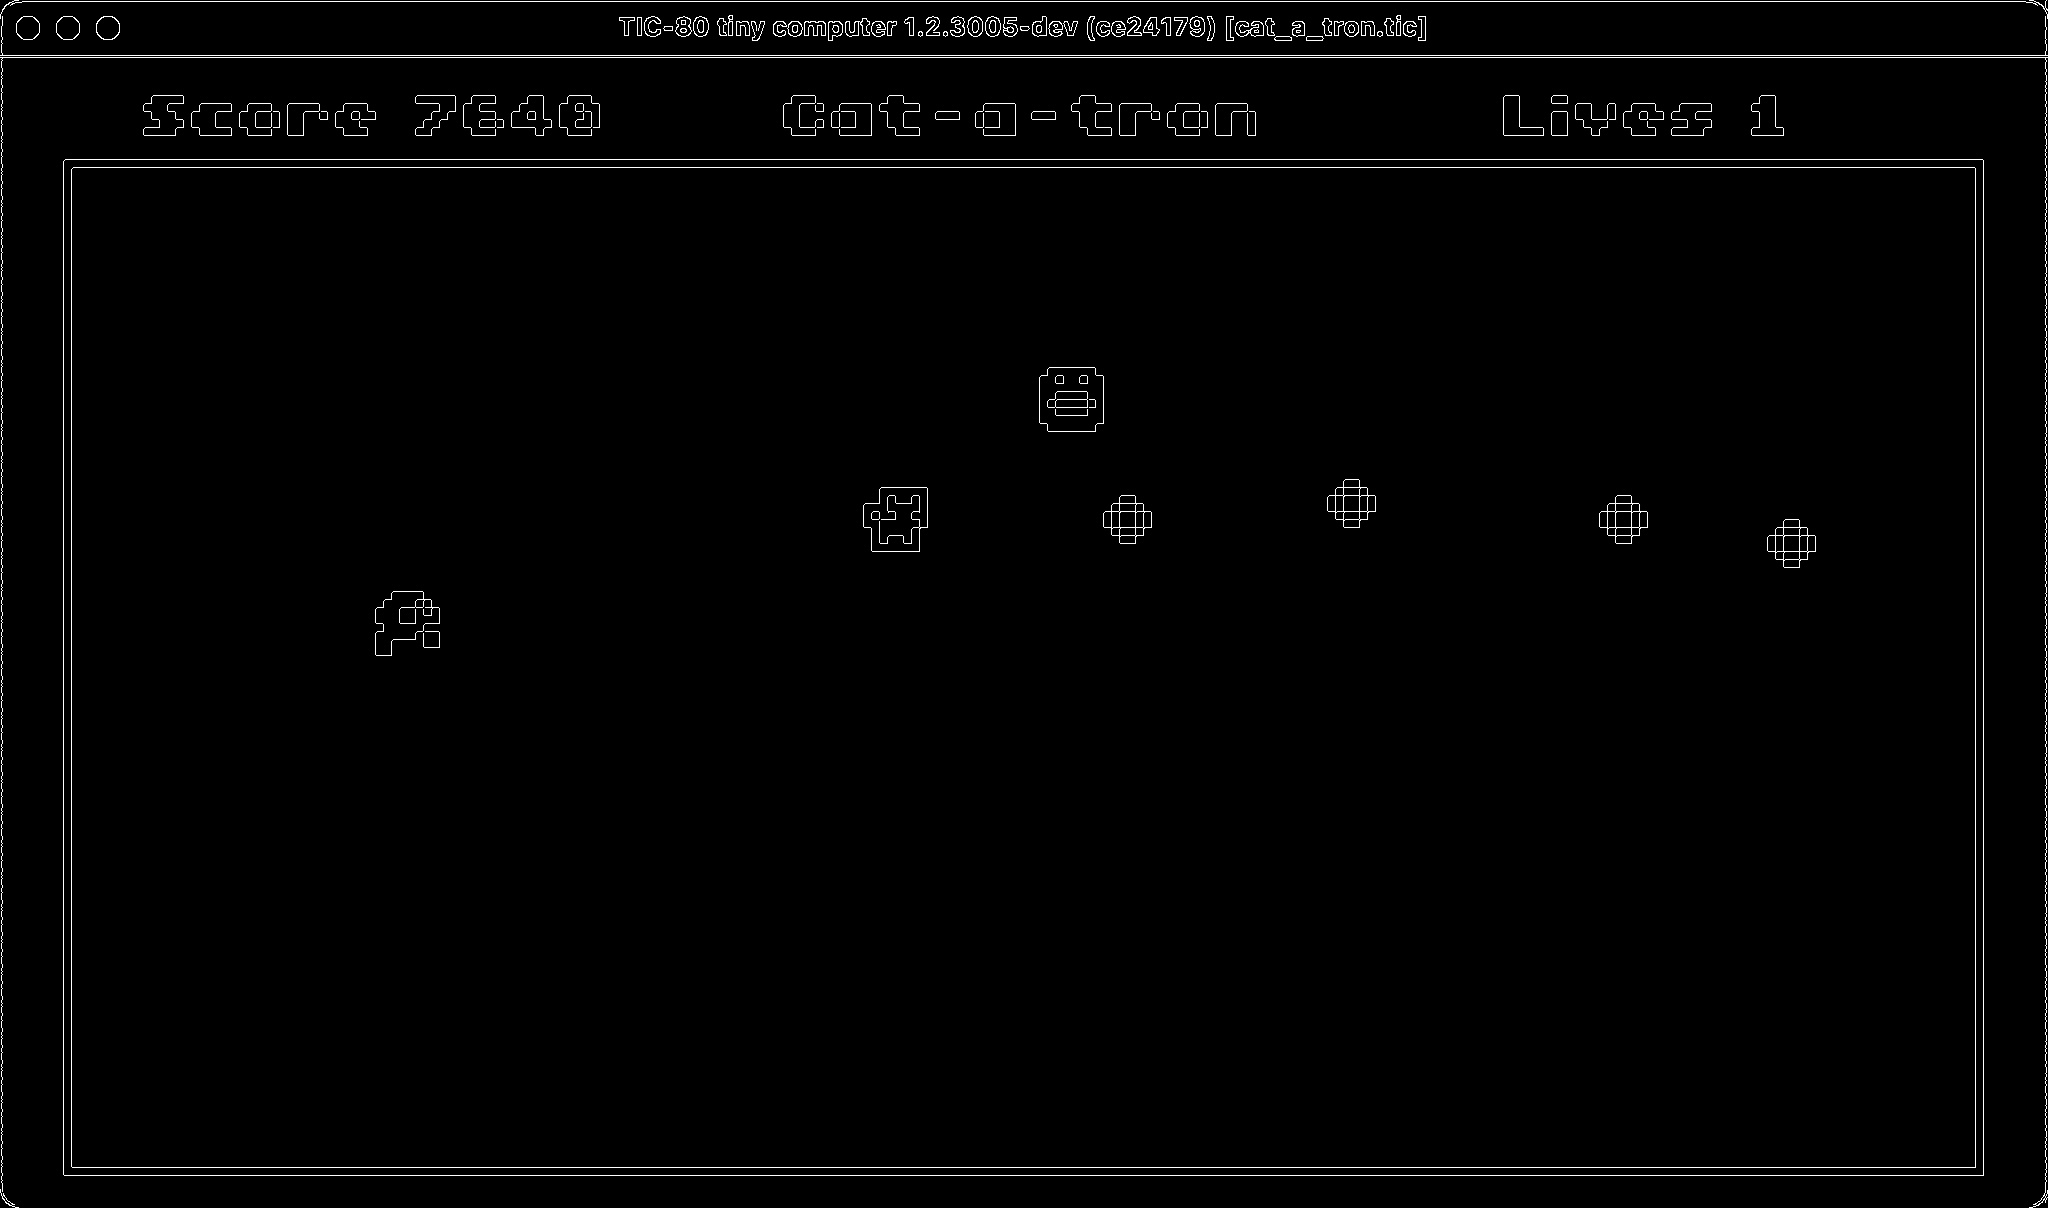 TIC-80 tiny computer 1.2.3005-dev (ce24179) [cat_a_tron.tic]
Score 7640 Cat-a-tron Lives 1